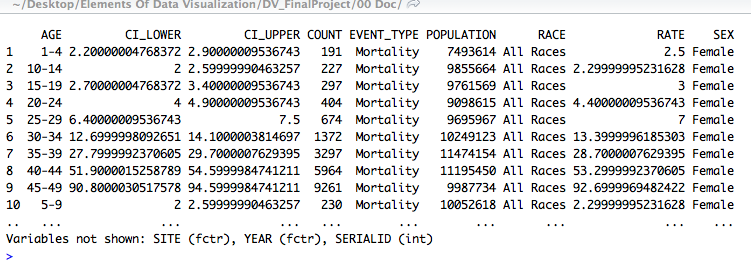 ~/Desktop/Elements Of Data Visualization/DV_FinalProject/00 Doc/
AGE CI_LOWER CI_UPPER COUNT EVENT_TYPE POPULATION RACE RATE SEX
1 1-4 2.20000004768372 2.90000009536743 191 Mortality 7493614 All Races 2.5 Female
2 10-14 2 2.59999990463257 227 Mortality 9855664 All Races 2.29999995231628 Female
3 15-19 2.70000004768372 3.40000009536743 297 Mortality 9761569 All Races 3 Female
4 20-24 4 4.90000009536743 404 Mortality 9098615 All Races 4.40000009536743 Female
5 25-29 6.40000009536743 7.5 674 Mortality 9695967 All Races 7 Female
6 30-34 12.6999998092651 14.1000003814697 1372 Mortality 10249123 All Races 13.3999996185303 Female
7 35-39 27.7999992370605 29.7000007629395 3297 Mortality 11474154 All Races 28.7000007629395 Female
8 40-44 51.9000015258789 54.5999984741211 5964 Mortality 11195450 All Races 53.2999992370605 Female
9 45-49 90.8000030517578 94.5999984741211 9261 Mortality 9987734 All Races 92.6999969482422 Female
10 5-9 2 2.59999990463257 230 Mortality 10052618 All Races 2.29999995231628 Female
.. ... ... ... ... ... ... ... ... ...
Variables not shown: SITE (fctr), YEAR (fctr), SERIALID (int)
>